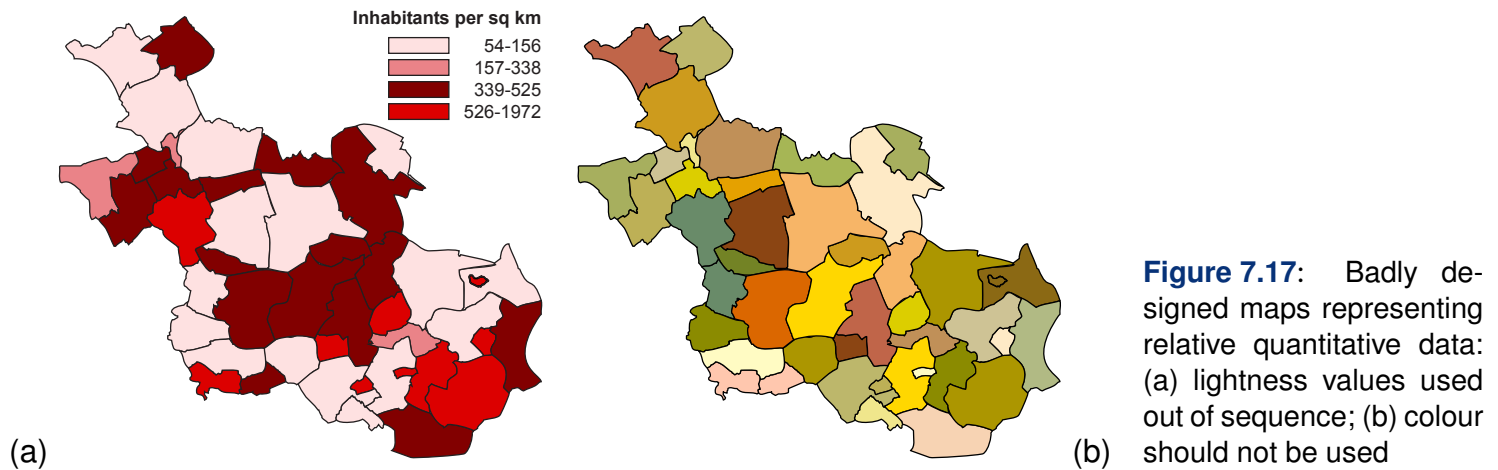 Inhabitants per sq km
54-156
157-338
339-525
526-1972
(a)
(b)
Figure 7.17: Badly de-
signed maps representing
relative quantitative data:
(a) lightness values used
out of sequence; (b) colour
should not be used